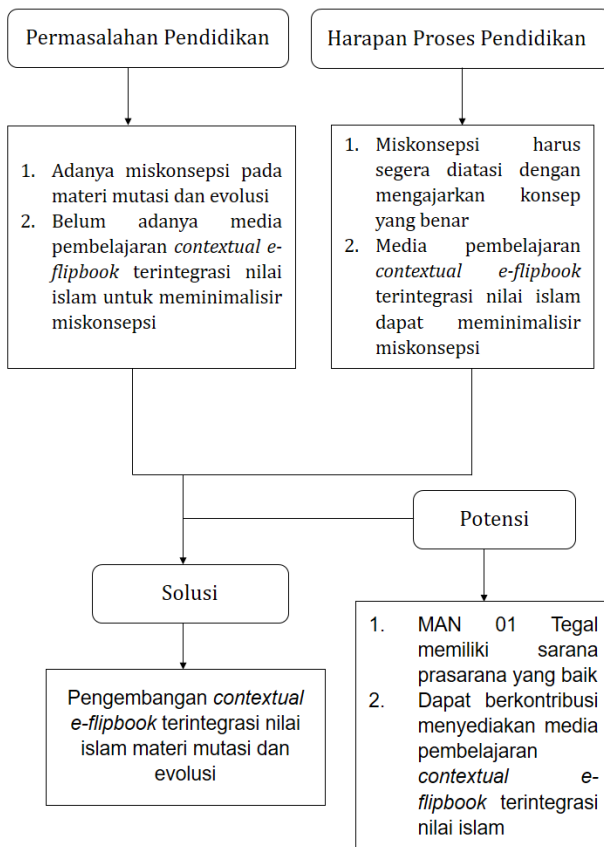 Permasalahan Pendidikan
Harapan Proses Pendidikan
1. Adanya miskonsepsi pada
materi mutasi dan evolusi
2. Belum adanya media
pembelajaran contextual e-
flipbook terintegrasi nilai
islam untuk meminimalisir
miskonsepsi
1. Miskonsepsi harus
segera diatasi dengan
mengajarkan konsep
yang benar
2. Media pembelajaran
contextual e-flipbook
terintegrasi nilai islam
dapat meminimalisir
miskonsepsi
Potensi
Solusi
Pengembangan contextual
e-flipbook terintegrasi nilai
islam materi mutasi dan
evolusi
1. MAN 01 Tegal
memiliki sarana
prasarana yang baik
2. Dapat berkontribusi
menyediakan media
pembelajaran
contextual e-
flipbook terintegrasi
nilai islam